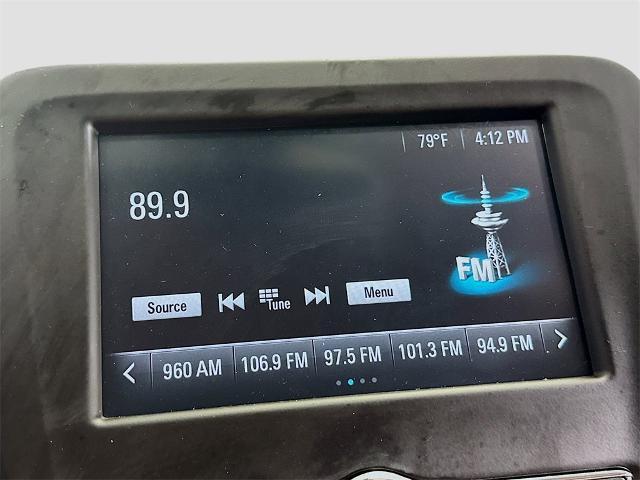 79°F 4:12 PM
89.9
FM
Source Tune Menu
960 AM 106.9 FM 97.5 FM 101.3 FM 94.9 FM